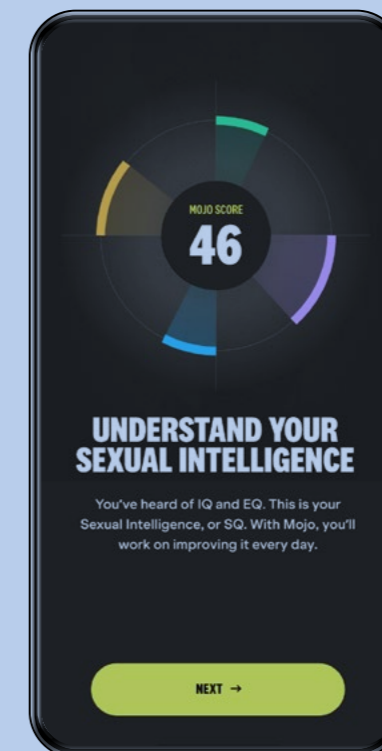 MOJO SCORE
46
UNDERSTAND YOUR
SEXUAL INTELLIGENCE
You've heard of IQ and EQ. This is your
Sexual Intelligence, or SQ. With Mojo, you'll
work on improving it every day.
NEXT →